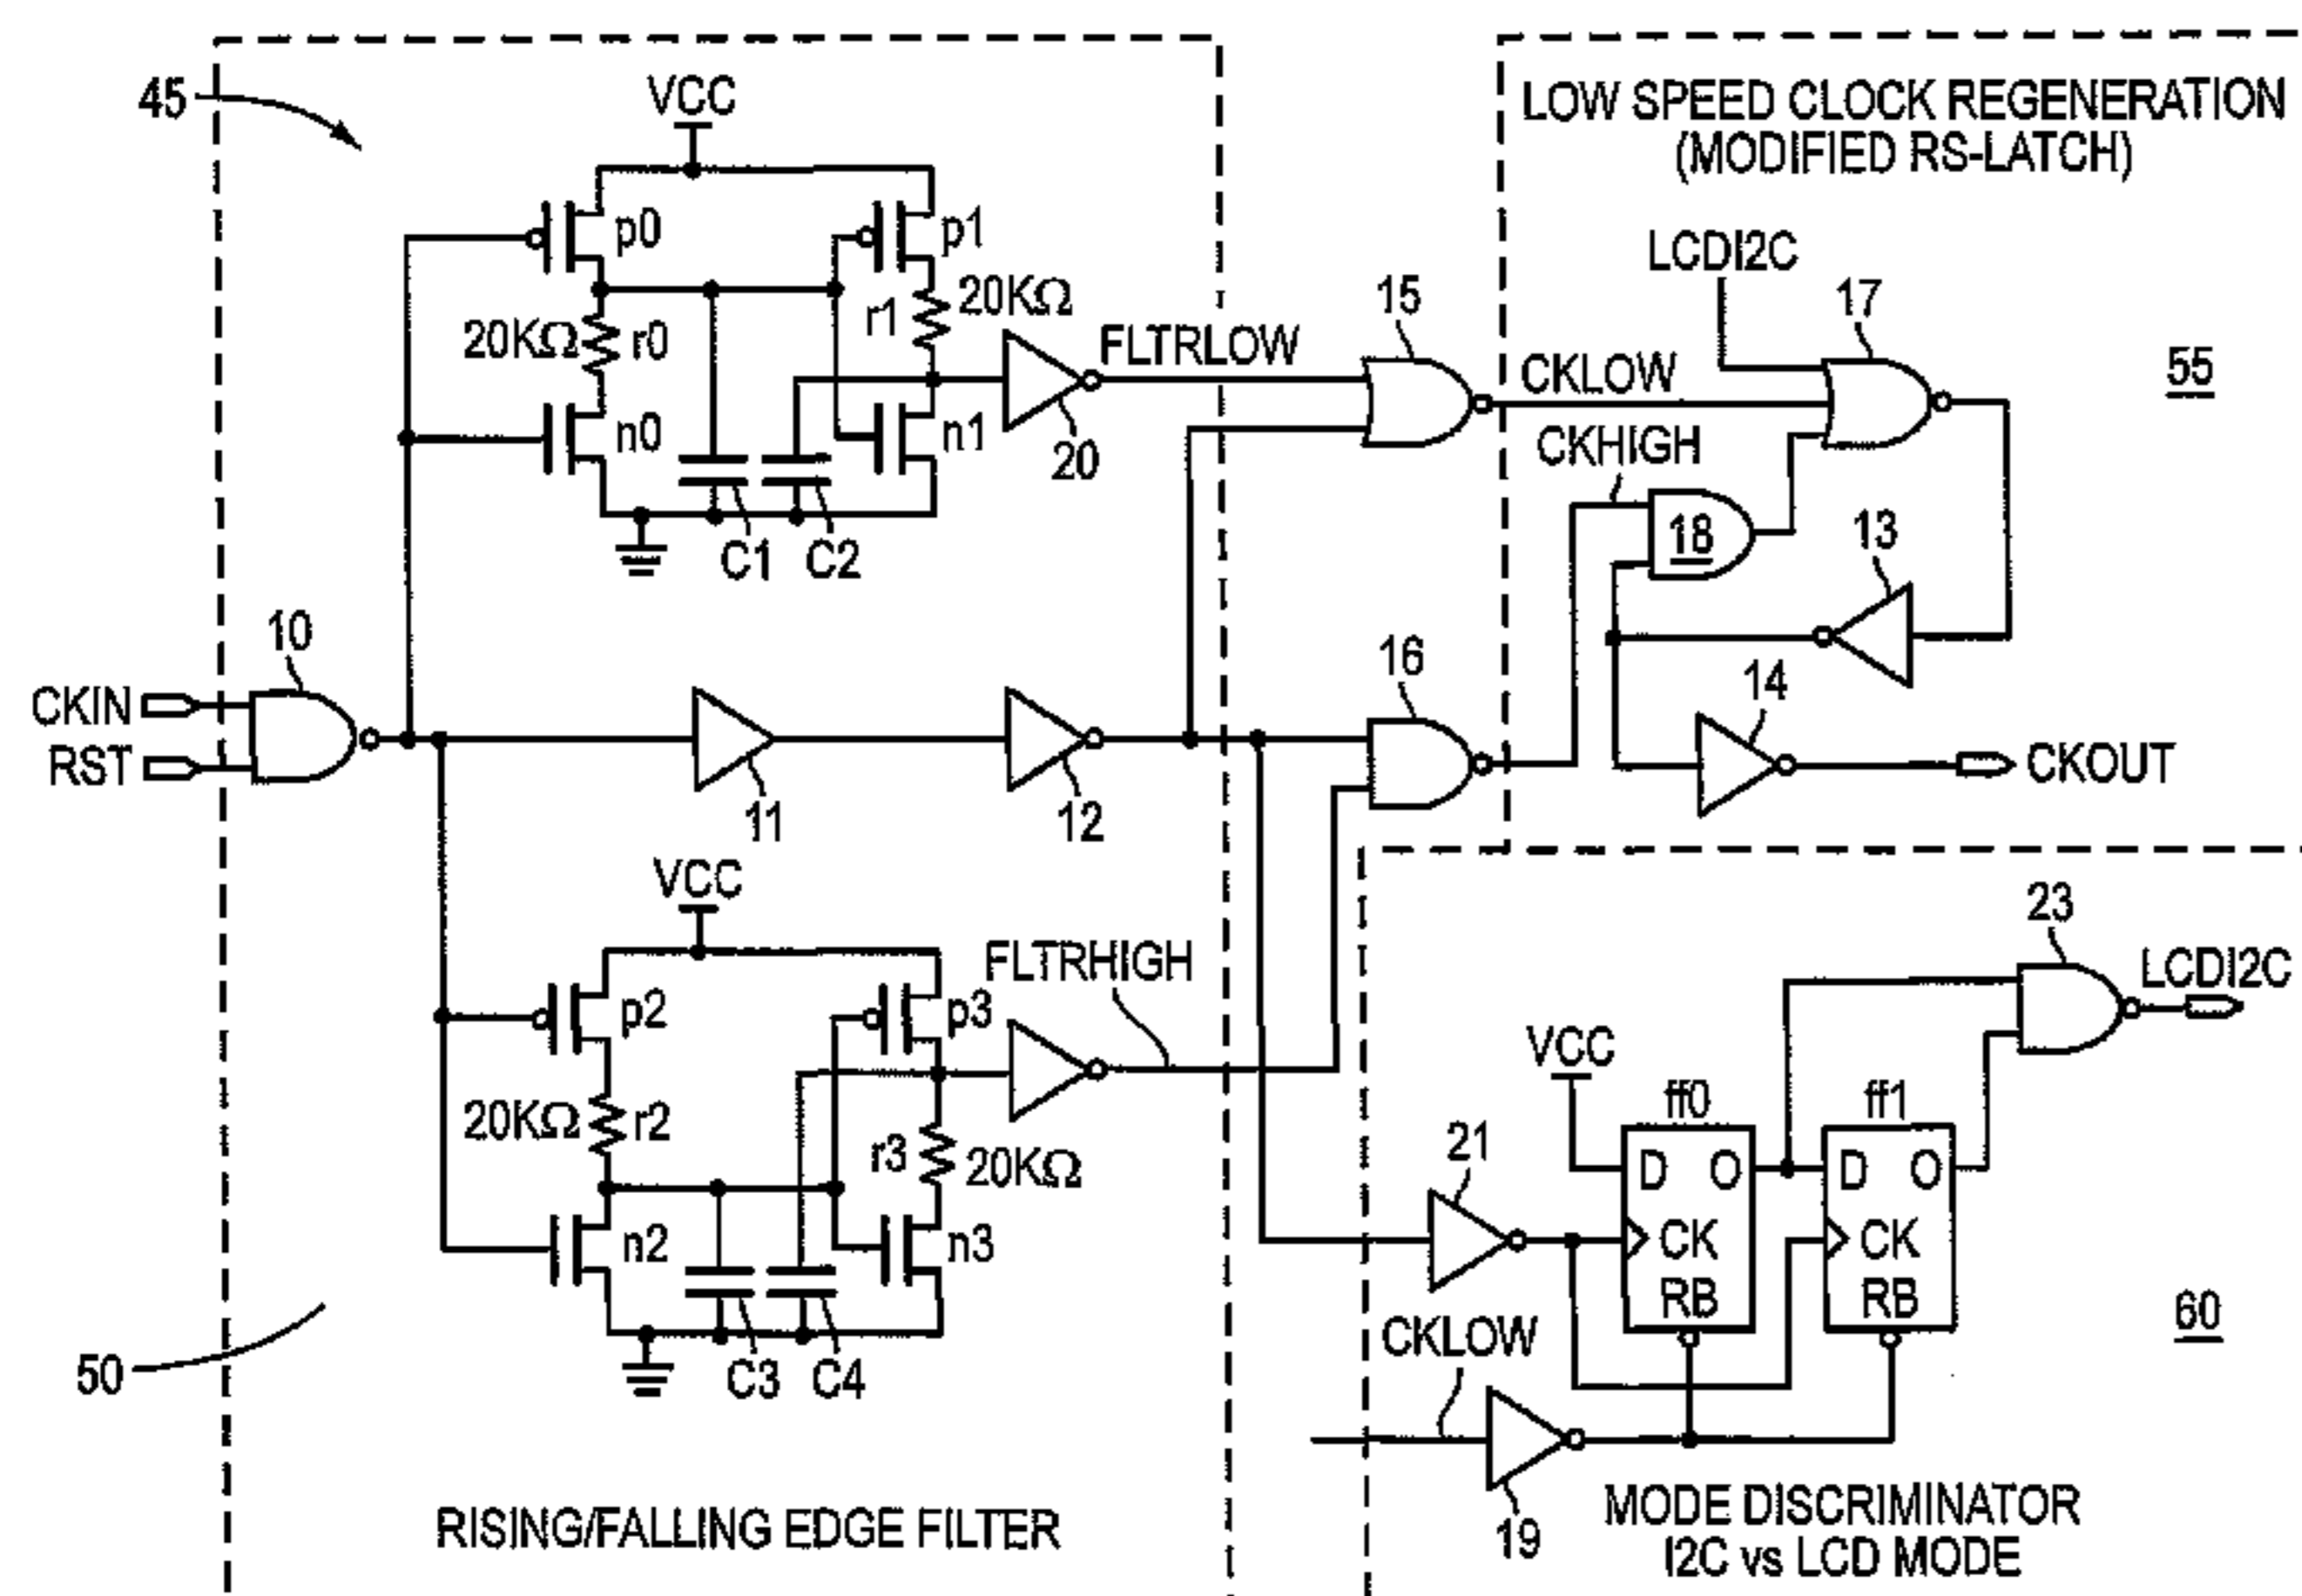 45
VCC
LOW SPEED CLOCK REGENERATION
(MODIFIED RS-LATCH)
p0
p1
LCDI2C
17
15
20KΩ
r0
r1
20KΩ
FLTRLOW
CKLOW
55
n0
n1
20
CKHIGH
C1
C2
18
13
10
16
14
CKIN
RST
11
12
CKOUT
VCC
23
FLTRHIGH
LCDI2C
p2
p3
VCC
20KΩ
r2
r3
20KΩ
21
ff0
ff1
D
O
D
O
CK
CK
RB
RB
n2
n3
60
CKLOW
50
C3
C4
19
RISING/FALLING EDGE FILTER
MODE DISCRIMINATOR
I2C vs LCD MODE